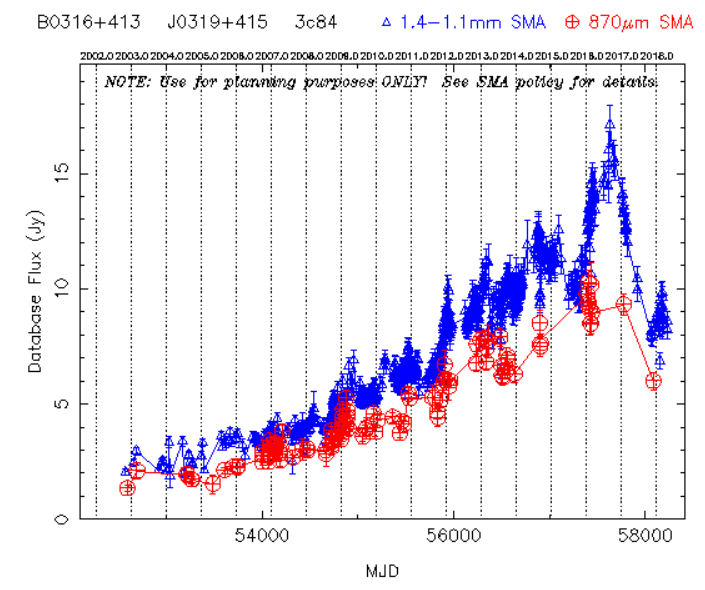 B0316+413 J0319+415 3c84 △ 1.4−1.1mm SMA ⊕ 870μm SMA
2002.0 2003.0 2004.0 2005.0 2006.0 2007.0 2008.0 2009.0 2010.0 2011.0 2012.0 2013.0 2014.0 2015.0 2016.0 2017.0 2018.0
NOTE: Use for planning purposes ONLY! See SMA policy for details.
15
10
5
0
Database Flux (Jy)
54000 56000 58000
MJD